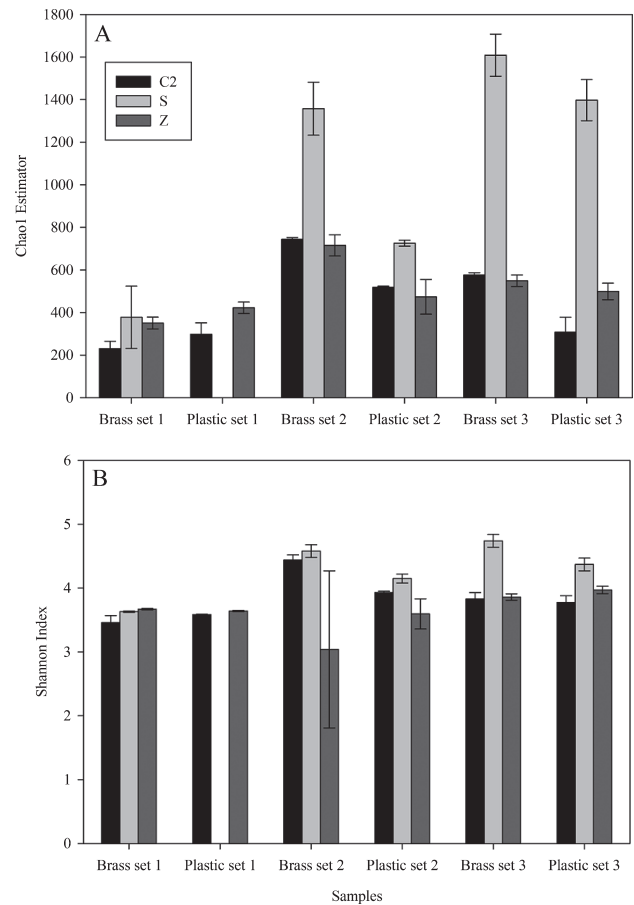 A
C2
S
Z
1800
1600
1400
1200
1000
800
600
400
200
0
Chao1 Estimator
Brass set 1 Plastic set 1 Brass set 2 Plastic set 2 Brass set 3 Plastic set 3
B
6
5
4
3
2
1
0
Shannon Index
Brass set 1 Plastic set 1 Brass set 2 Plastic set 2 Brass set 3 Plastic set 3
Samples